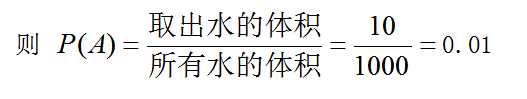 则 P(A) = 取出水的体积 / 所有水的体积 = 10 / 1000 = 0.01